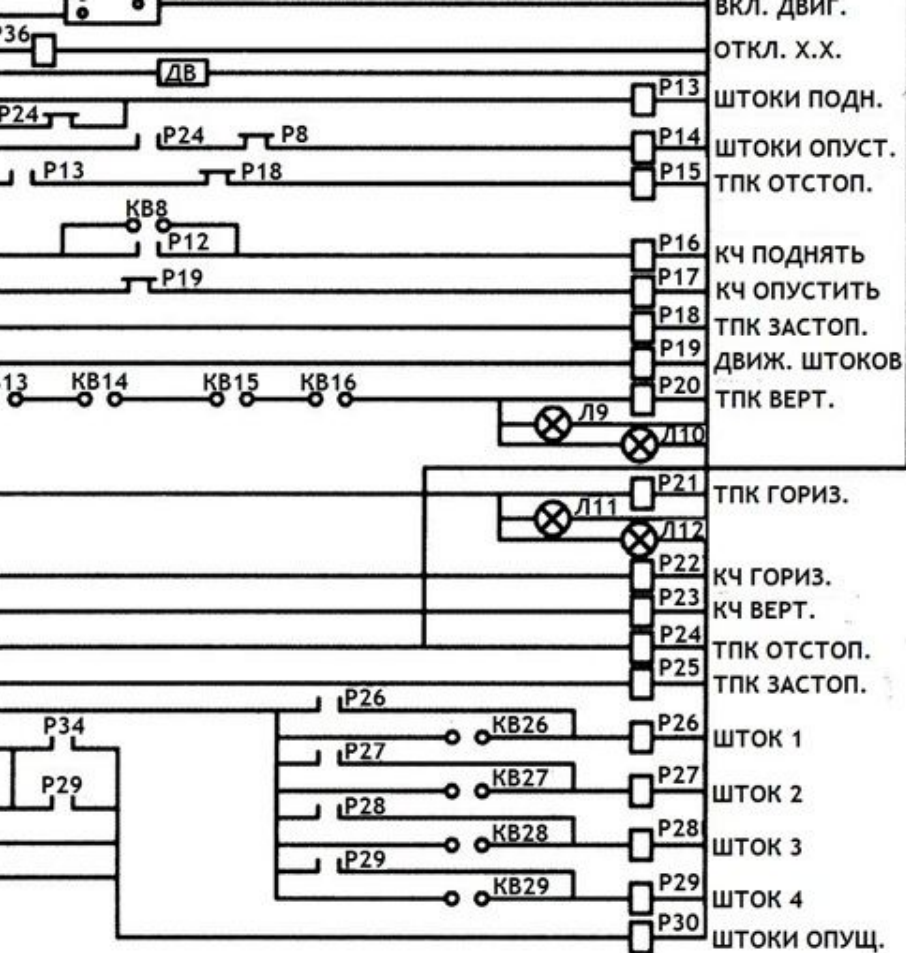 ВКЛ. ДВИГ.
Р36 ОТКЛ. Х.Х.
ДВ
Р13 ШТОКИ ПОДН.
Р24
Р24 Р8 Р14 ШТОКИ ОПУСТ.
Р13 Р18 Р15 ТПК ОТСТОП.
КВ8
Р12 Р16 КЧ ПОДНЯТЬ
Р19 Р17 КЧ ОПУСТИТЬ
Р18 ТПК ЗАСТОП.
Р19 ДВИЖ. ШТОКОВ
13 КВ14 КВ15 КВ16 Р20 ТПК ВЕРТ.
Л9
Л10
Р21 ТПК ГОРИЗ.
Л11
Л12
Р22 КЧ ГОРИЗ.
Р23 КЧ ВЕРТ.
Р24 ТПК ОТСТОП.
Р25 ТПК ЗАСТОП.
Р26
Р34 КВ26 Р26 ШТОК 1
Р27
Р29 КВ27 Р27 ШТОК 2
Р28
КВ28 Р28 ШТОК 3
Р29
КВ29 Р29 ШТОК 4
Р30 ШТОКИ ОПУЩ.